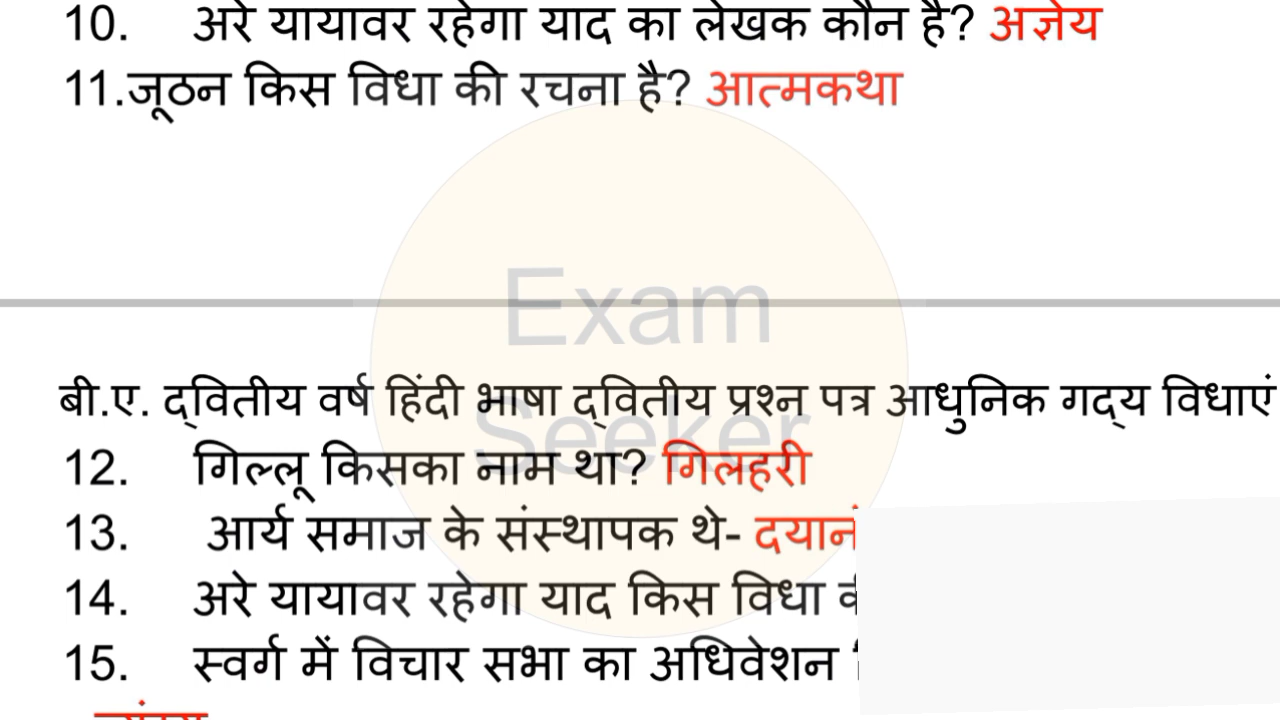 10. अरे यायावर रहेगा याद का लेखक कौन है? अज्ञेय
11.जूठन किस विधा की रचना है? आत्मकथा
Exam
बी.ए. द्वितीय वर्ष हिंदी भाषा द्वितीय प्रश्न पत्र आधुनिक गद्य विधाएं
Seeker
12. गिल्लू किसका नाम था? गिलहरी
13. आर्य समाज के संस्थापक थे-
14. अरे यायावर रहेगा याद किस विधा
15. स्वर्ग में विचार सभा का अधिवेशन